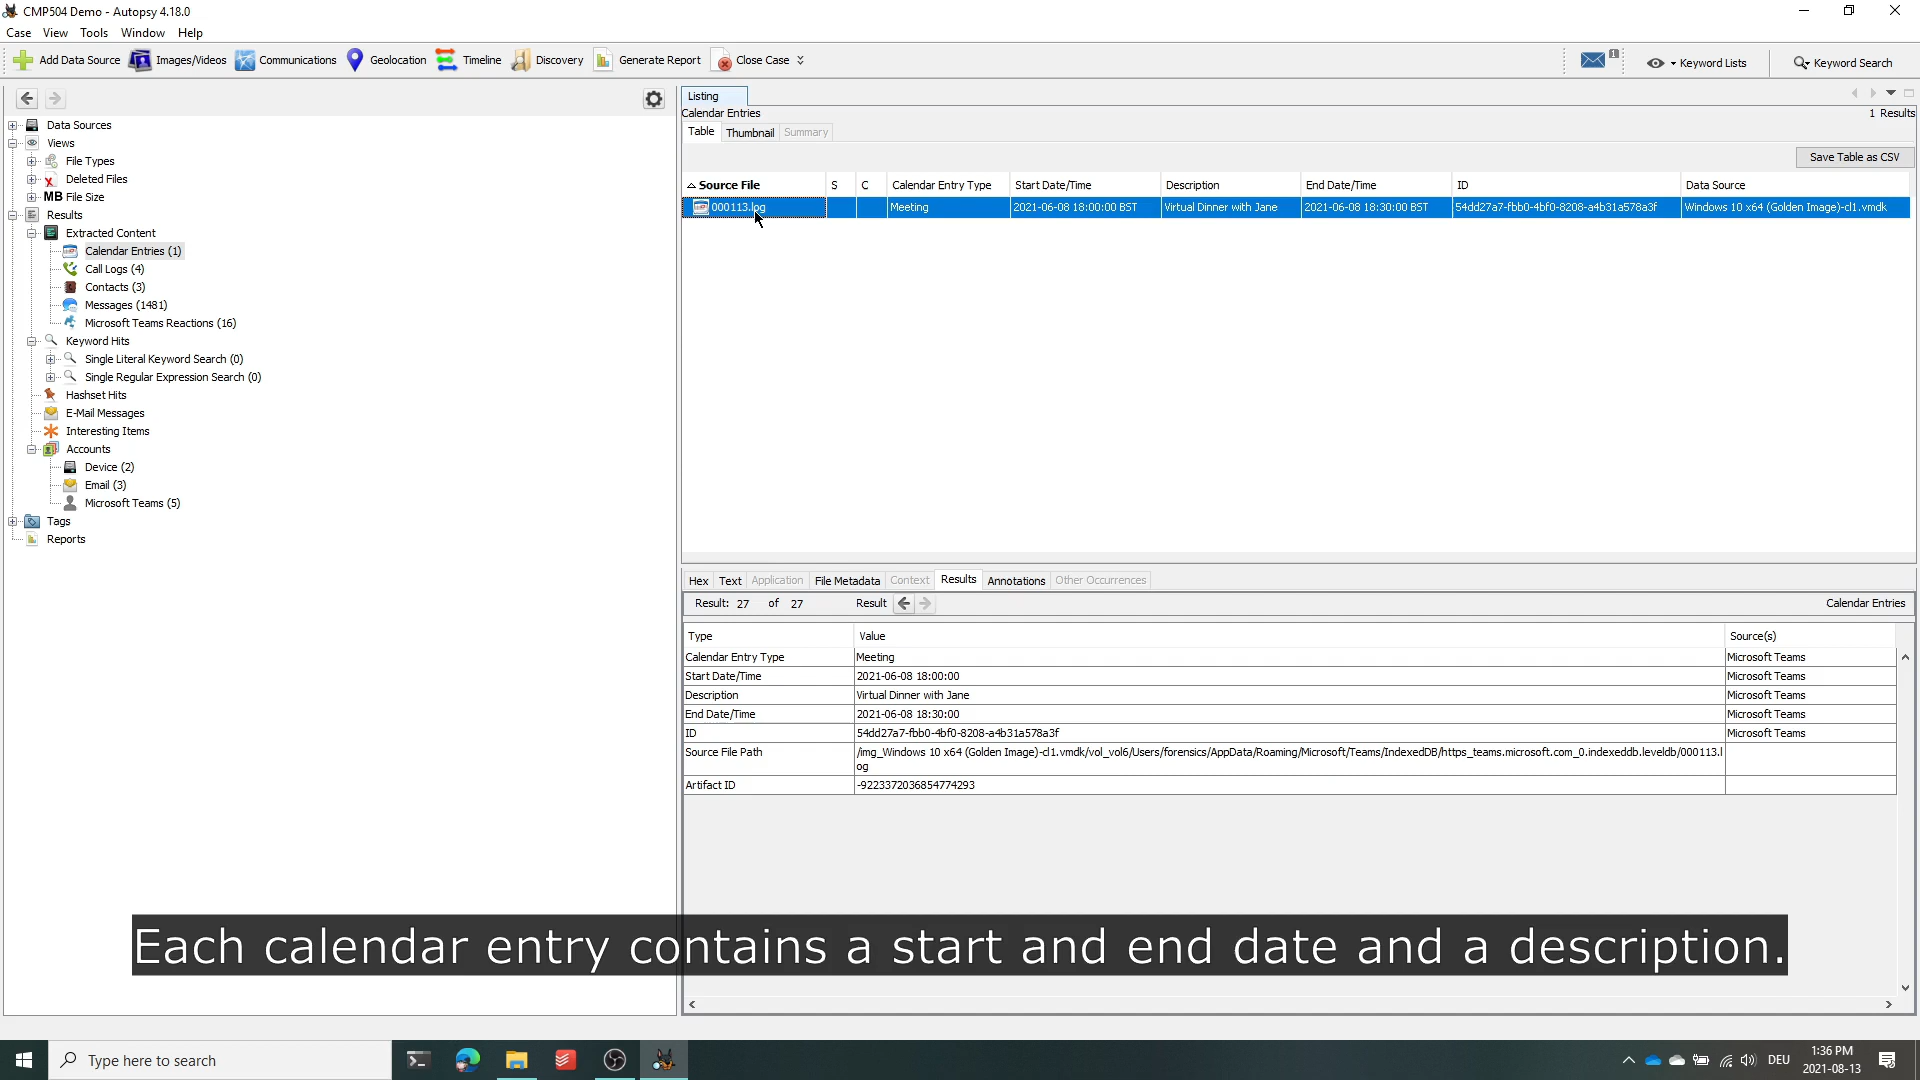 CMP504 Demo - Autopsy 4.18.0
Case View Tools Window Help
Add Data Source Images/Videos Communications Geolocation Timeline Discovery Generate Report Close Case
1 Keyword Lists Keyword Search
Data Sources
Views
File Types
Deleted Files
MB File Size
Results
Extracted Content
Calendar Entries (1)
Call Logs (4)
Contacts (3)
Messages (1481)
Microsoft Teams Reactions (16)
Keyword Hits
Single Literal Keyword Search (0)
Single Regular Expression Search (0)
Hashset Hits
E-Mail Messages
Interesting Items
Accounts
Device (2)
Email (3)
Microsoft Teams (5)
Tags
Reports
Listing
Calendar Entries 1 Results
Table Thumbnail Summary
Save Table as CSV
Source File S C Calendar Entry Type Start Date/Time Description End Date/Time ID Data Source
000113.log Meeting 2021-06-08 18:00:00 BST Virtual Dinner with Jane 2021-06-08 18:30:00 BST 54dd27a7-fbb0-4bf0-8208-a4b31a578a3f Windows 10 x64 (Golden Image)-cl1.vmdk
Hex Text Application File Metadata Context Results Annotations Other Occurrences
Result: 27 of 27 Result Calendar Entries
Type Value Source(s)
Calendar Entry Type Meeting Microsoft Teams
Start Date/Time 2021-06-08 18:00:00 Microsoft Teams
Description Virtual Dinner with Jane Microsoft Teams
End Date/Time 2021-06-08 18:30:00 Microsoft Teams
ID 54dd27a7-fbb0-4bf0-8208-a4b31a578a3f Microsoft Teams
Source File Path /img_Windows 10 x64 (Golden Image)-cl1.vmdk/vol_vol6/Users/forensics/AppData/Roaming/Microsoft/Teams/IndexedDB/https_teams.microsoft.com_0.indexeddb.leveldb/000113.l
og
Artifact ID -9223372036854774293
Each calendar entry contains a start and end date and a description.
Type here to search
DEU
1:36 PM
2021-08-13